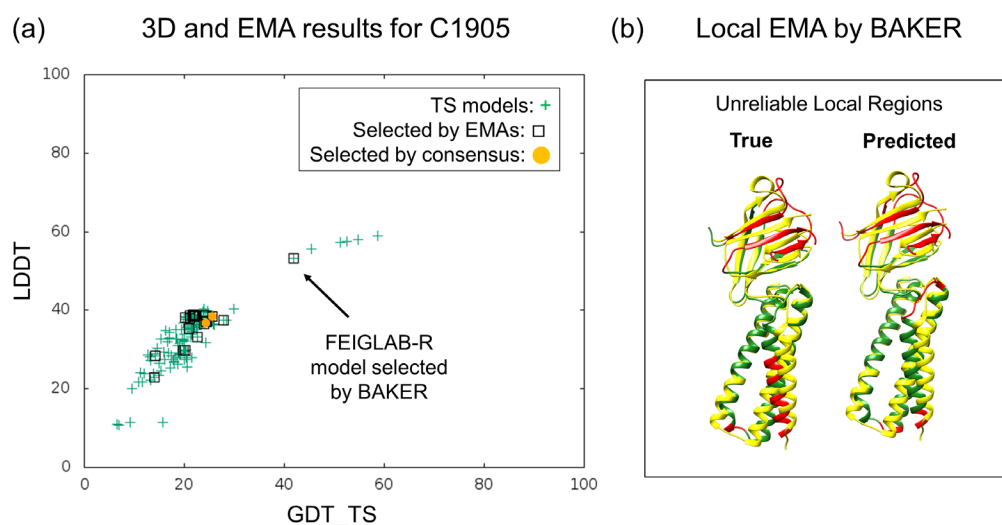 (a) 3D and EMA results for C1905
100
80
60
40
20
0
LDDT
TS models:
Selected by EMAs:
Selected by consensus:
FEIGLAB-R
model selected
by BAKER
0 20 40 60 80 100
GDT_TS
(b) Local EMA by BAKER
Unreliable Local Regions
True Predicted